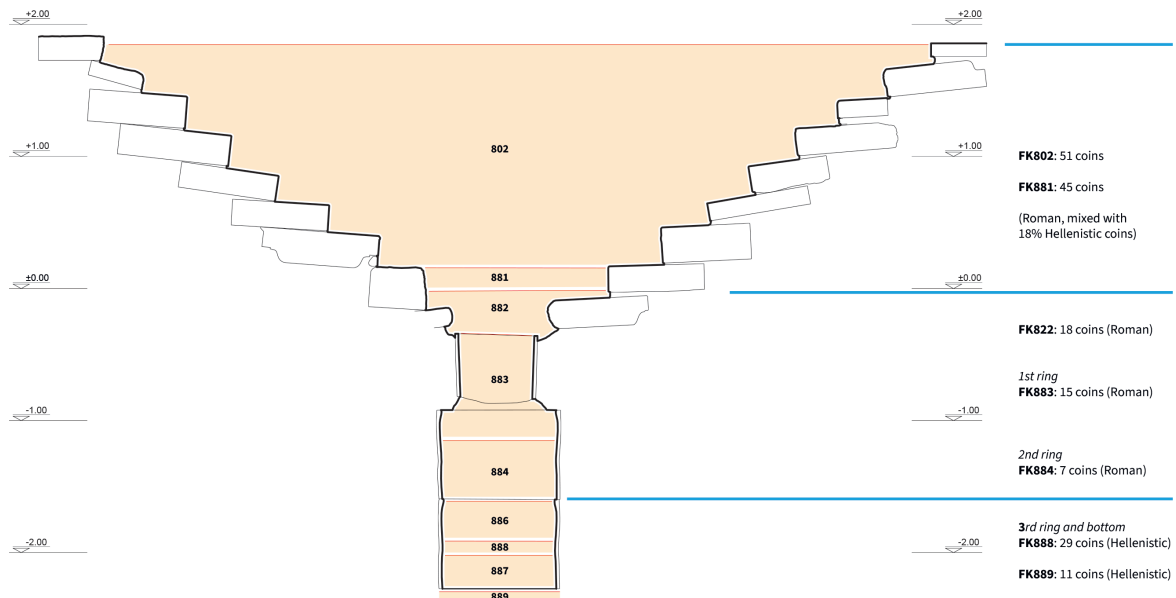 +2.00
+2.00
802
+1.00
+1.00
FK802: 51 coins
FK881: 45 coins
(Roman, mixed with
18% Hellenistic coins)
881
±0.00
±0.00
882
FK822: 18 coins (Roman)
883
1st ring
FK883: 15 coins (Roman)
-1.00
-1.00
884
2nd ring
FK884: 7 coins (Roman)
886
3rd ring and bottom
FK888: 29 coins (Hellenistic)
888
-2.00
-2.00
887
FK889: 11 coins (Hellenistic)
889